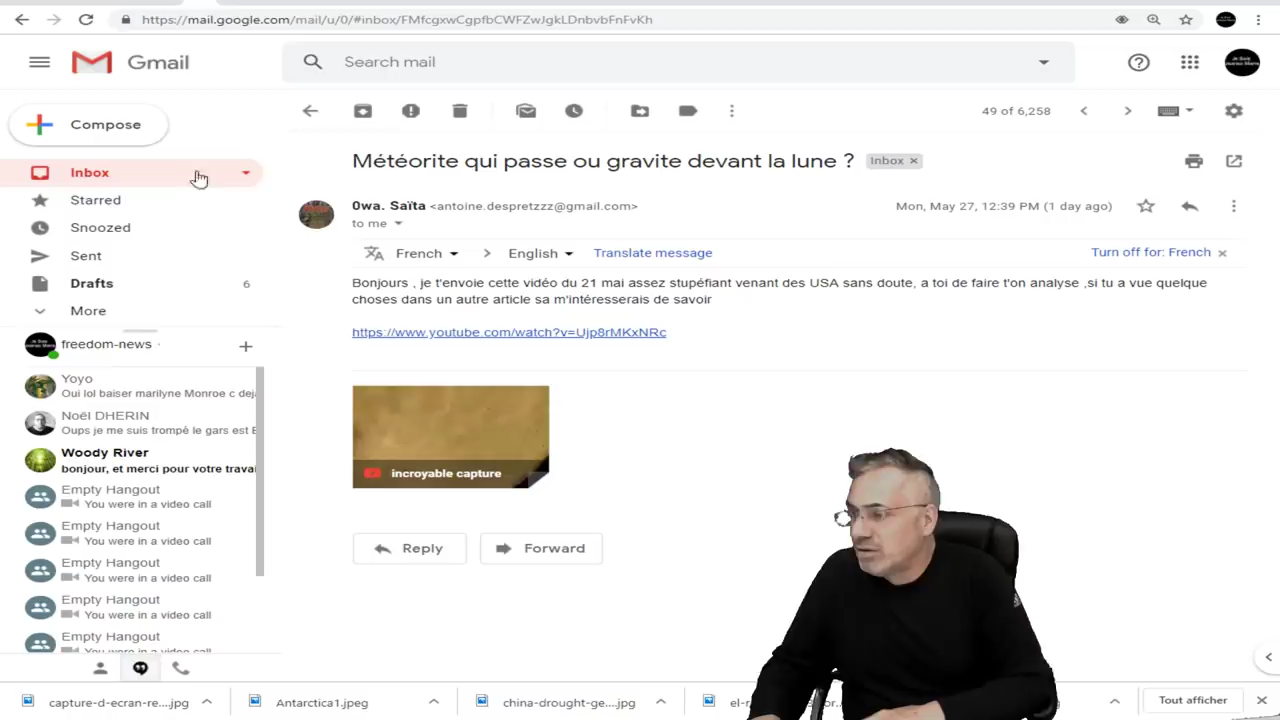 https://mail.google.com/mail/u/0/#inbox/FMfcgxwCgpfbCWFZwJgkLDnbvbFnFvKh
Gmail
Search mail
Compose
49 of 6,258
Inbox
Starred
Snoozed
Sent
Drafts 6
More
Météorite qui passe ou gravite devant la lune ? Inbox ×
0wa. Saïta <antoine.despretzzz@gmail.com> Mon, May 27, 12:39 PM (1 day ago)
to me
French > English Translate message Turn off for: French ×
Bonjours , je t'envoie cette vidéo du 21 mai assez stupéfiant venant des USA sans doute, a toi de faire t'on analyse ,si tu a vue quelque
choses dans un autre article sa m'intéresserais de savoir
https://www.youtube.com/watch?v=Ujp8rMKxNRc
incroyable capture
Reply Forward
freedom-news
Yoyo
Oui lol baiser marilyne Monroe c dej
Noël DHERIN
Oups je me suis trompé le gars est
Woody River
bonjour, et merci pour votre trava
Empty Hangout
You were in a video call
Empty Hangout
You were in a video call
Empty Hangout
You were in a video call
Empty Hangout
You were in a video call
Empty Hangout
You were in a video call
capture-d-ecran-re....jpg Antarctica1.jpeg china-drought-ge....jpg Tout afficher